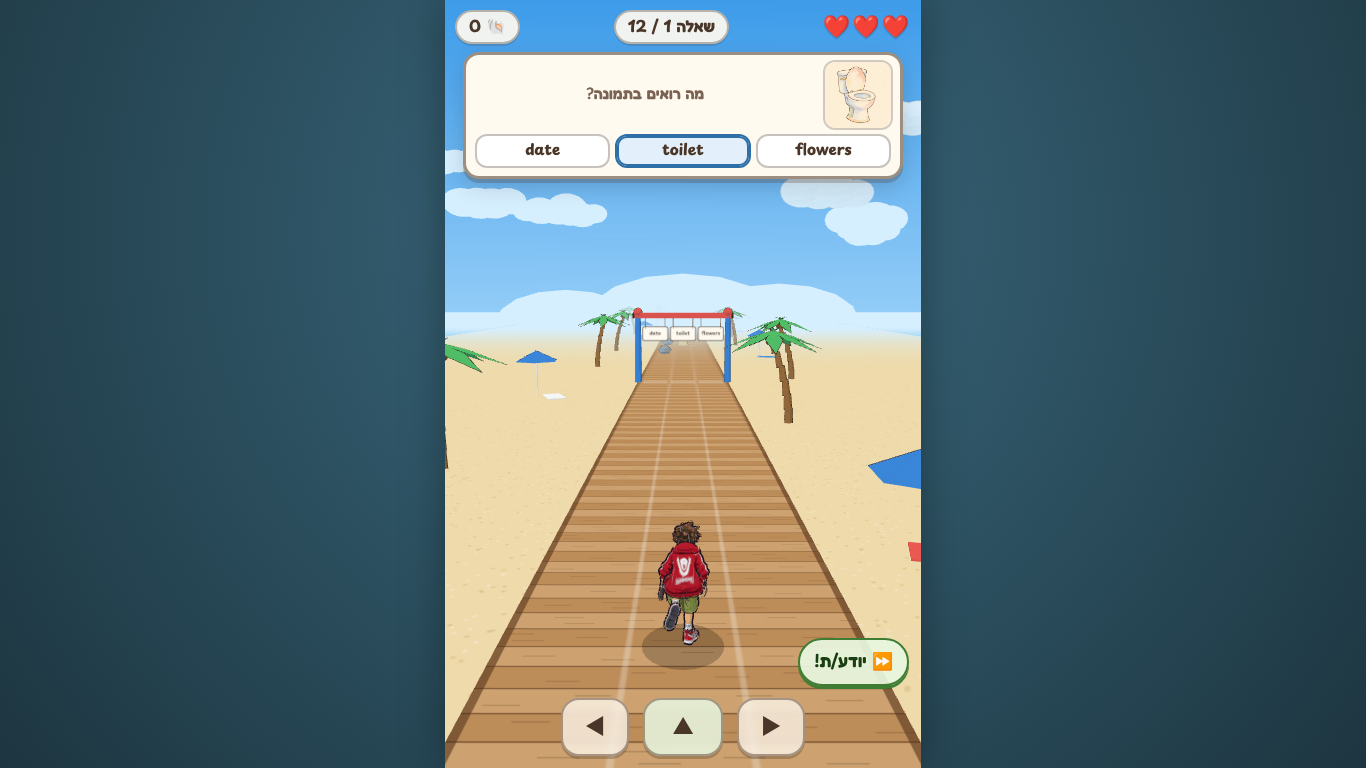 0
שאלה 1 / 12
מה רואים בתמונה?
date
toilet
flowers
date
toilet
flowers
יודע/ת!